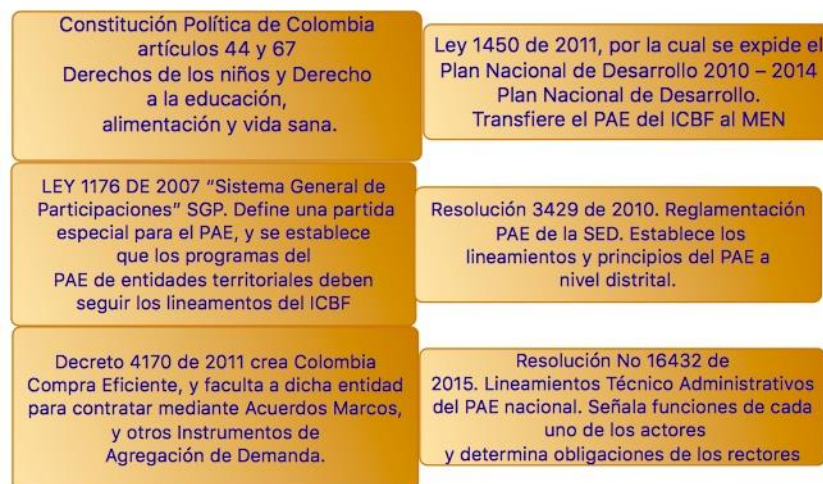 Constitución Política de Colombia
artículos 44 y 67
Derechos de los niños y Derecho
a la educación,
alimentación y vida sana.
Ley 1450 de 2011, por la cual se expide el
Plan Nacional de Desarrollo 2010 – 2014
Plan Nacional de Desarrollo.
Transfiere el PAE del ICBF al MEN
LEY 1176 DE 2007 “Sistema General de
Participaciones” SGP. Define una partida
especial para el PAE, y se establece
que los programas del
PAE de entidades territoriales deben
seguir los lineamentos del ICBF
Resolución 3429 de 2010. Reglamentación
PAE de la SED. Establece los
lineamientos y principios del PAE a
nivel distrital.
Decreto 4170 de 2011 crea Colombia
Compra Eficiente, y faculta a dicha entidad
para contratar mediante Acuerdos Marcos,
y otros Instrumentos de
Agregación de Demanda.
Resolución No 16432 de
2015. Lineamientos Técnico Administrativos
del PAE nacional. Señala funciones de cada
uno de los actores
y determina obligaciones de los rectores